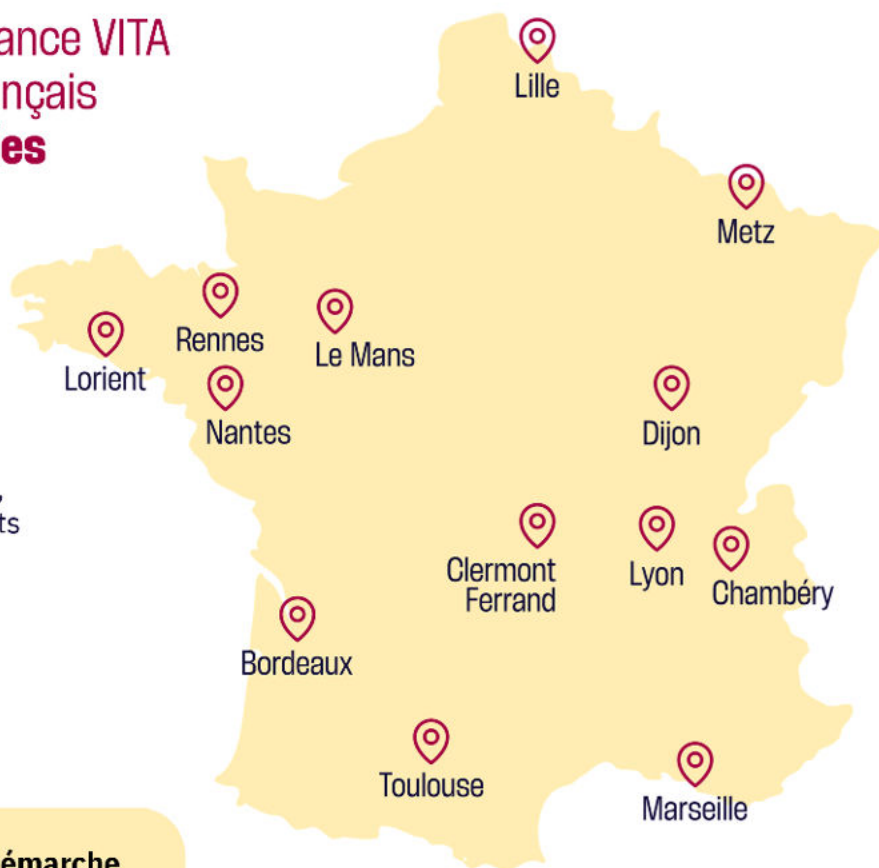 ance VITA
nçais
es
Lille
Metz
Rennes
Le Mans
Lorient
Nantes
Dijon
,
ts
Clermont
Ferrand
Lyon
Chambéry
Bordeaux
Toulouse
Marseille
émarche